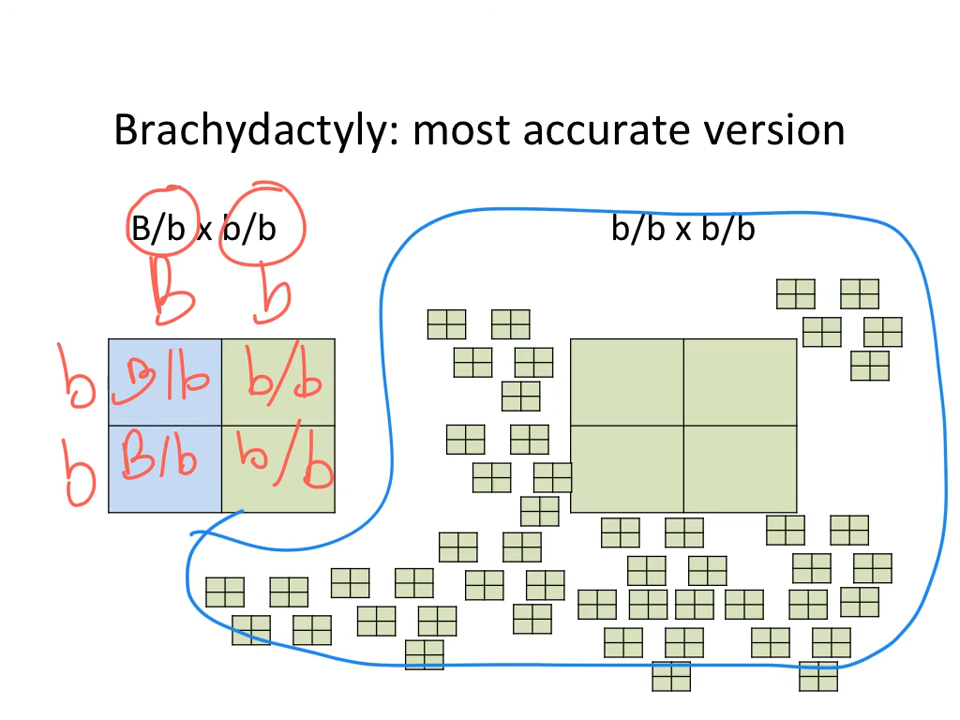 Brachydactyly: most accurate version
B/b x b/b
b/b x b/b
B b
b B/b b/b
b B/b b/b